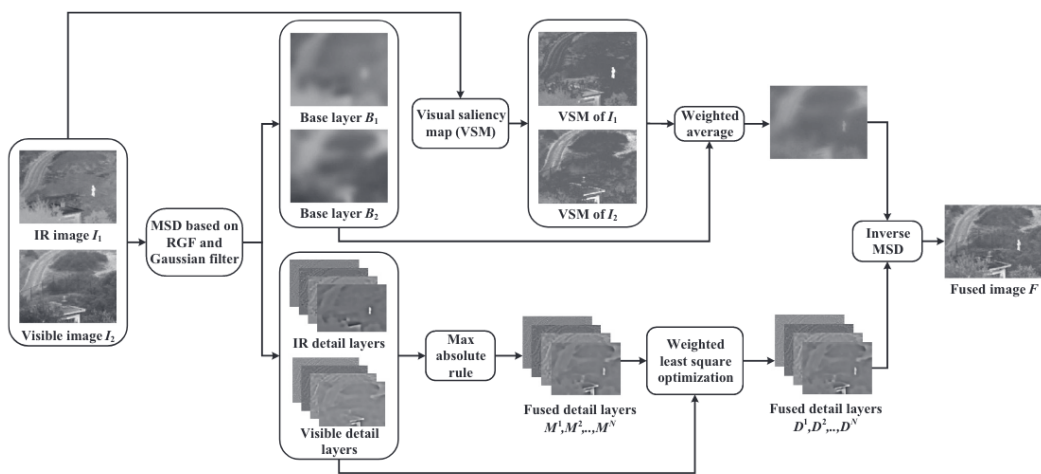 IR image I1
Visible image I2
MSD based on
RGF and
Gaussian filter
Base layer B1
Base layer B2
Visual saliency
map (VSM)
VSM of I1
VSM of I2
Weighted
average
IR detail layers
Visible detail
layers
Max
absolute
rule
Fused detail layers
M1,M2,..,MN
Weighted
least square
optimization
Fused detail layers
D1,D2,..,DN
Inverse
MSD
Fused image F